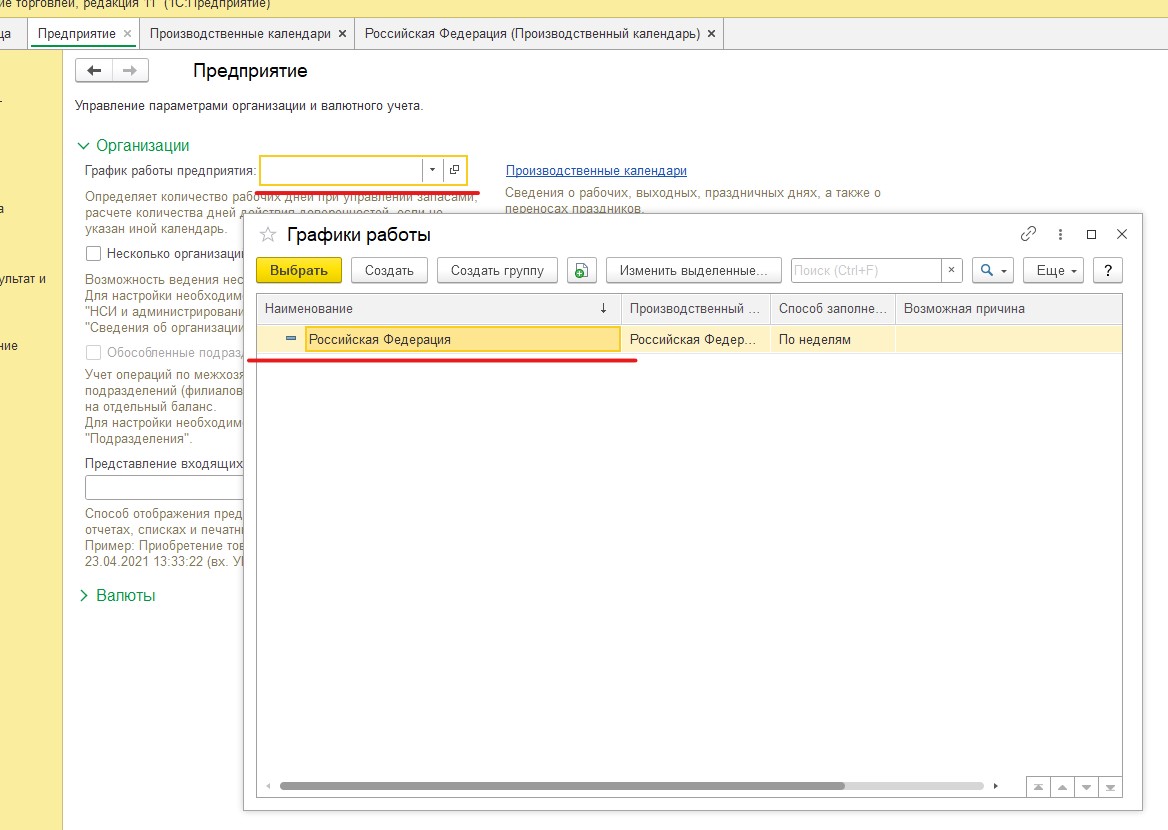 ие торговлей, редакция 11 (1С:Предприятие)
ца
Предприятие ×
Производственные календари ×
Российская Федерация (Производственный календарь) ×
Предприятие
Управление параметрами организации и валютного учета.
Организации
График работы предприятия:
Производственные календари
Определяет количество рабочих дней при управлении запасами,
расчете количества дней действия доверенностей, если не
указан иной календарь.
Сведения о рабочих, выходных, праздничных днях, а также о
переносах праздников.
а
ультат и
ние
Несколько организаци
Возможность ведения нес
Для настройки необходим
"НСИ и администрировани
"Сведения об организации
Обособленные подразд
Учет операций по межхозя
подразделений (филиалов
на отдельный баланс.
Для настройки необходим
"Подразделения".
Представление входящих
Способ отображения пред
отчетах, списках и печатн
Пример: Приобретение тов
23.04.2021 13:33:22 (вх. У
Валюты
Графики работы
Выбрать
Создать
Создать группу
Изменить выделенные...
Поиск (Ctrl+F)
×
Еще
?
Наименование ↓
Производственный ...
Способ заполне...
Возможная причина
Российская Федерация
Российская Федер...
По неделям